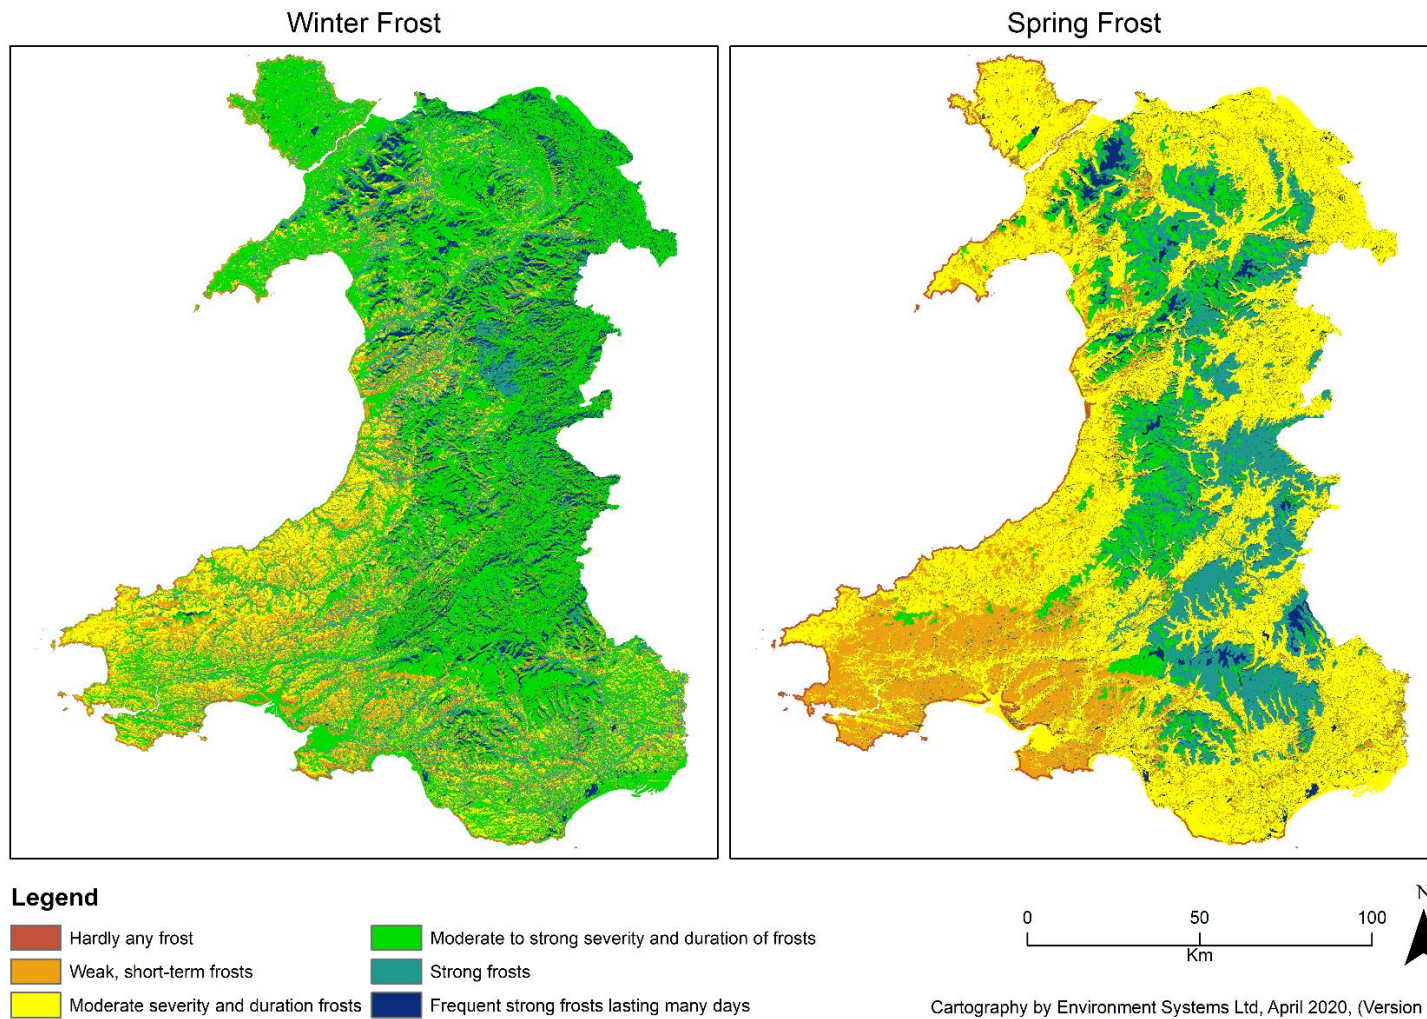 Winter Frost
Spring Frost
Legend
Hardly any frost
Weak, short-term frosts
Moderate severity and duration frosts
Moderate to strong severity and duration of frosts
Strong frosts
Frequent strong frosts lasting many days
0 50 100
Km
N
Cartography by Environment Systems Ltd, April 2020, (Version